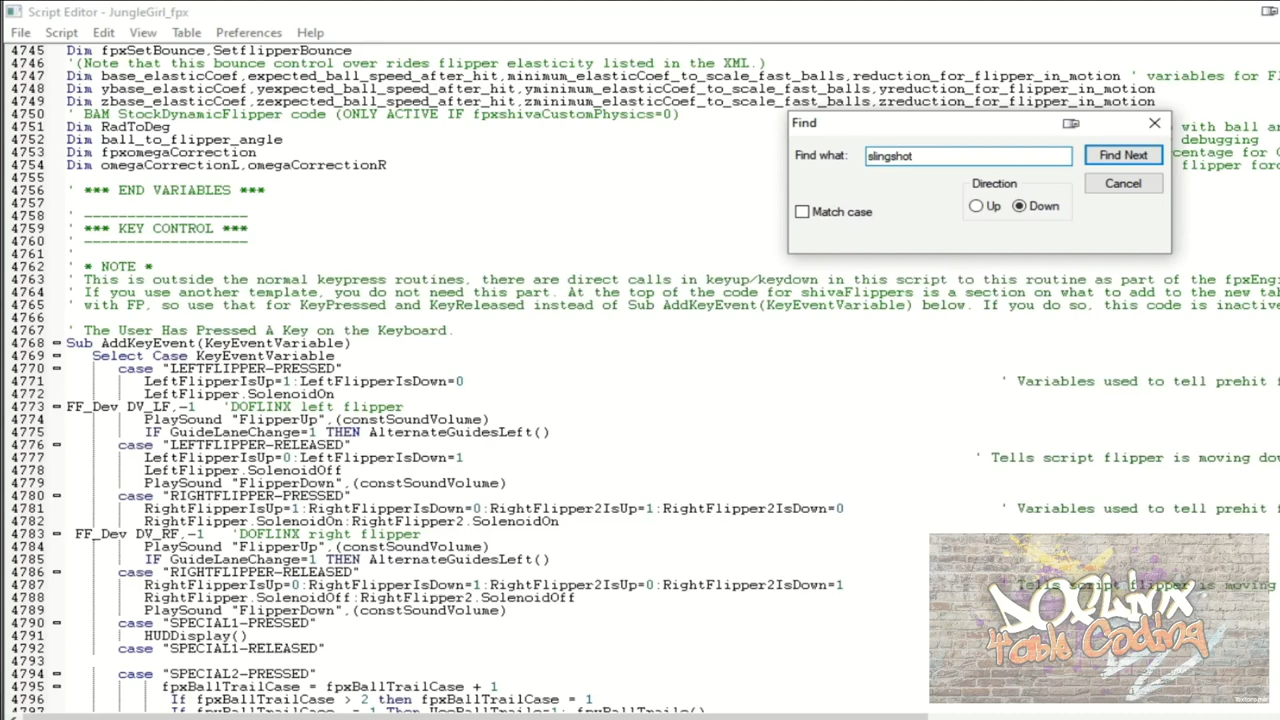 Script Editor - JungleGirl_fpx
File Script Edit View Table Preferences Help
4745 Dim fpxSetBounce,SetflipperBounce
4746 '(Note that this bounce control over rides flipper elasticity listed in the XML.)
4747 Dim base_elasticCoef,expected_ball_speed_after_hit,minimum_elasticCoef_to_scale_fast_balls,reduction_for_flipper_in_motion ' variables for Fl
4748 Dim ybase_elasticCoef,yexpected_ball_speed_after_hit,yminimum_elasticCoef_to_scale_fast_balls,yreduction_for_flipper_in_motion
4749 Dim zbase_elasticCoef,zexpected_ball_speed_after_hit,zminimum_elasticCoef_to_scale_fast_balls,zreduction_for_flipper_in_motion
4750 ' BAM StockDynamicFlipper code (ONLY ACTIVE IF fpxshivaCustomPhysics=0)
4751 Dim RadToDeg with ball an
4752 Dim ball_to_flipper_angle debugging
4753 Dim fpxomegaCorrection centage for O
4754 Dim omegaCorrectionL,omegaCorrectionR flipper forc
4755
4756 ' *** END VARIABLES ***
4757
4758 ' -------------------
4759 ' *** KEY CONTROL ***
4760 ' -------------------
4761 '
4762 ' * NOTE *
4763 ' This is outside the normal keypress routines, there are direct calls in keyup/keydown in this script to this routine as part of the fpxEng
4764 ' If you use another template, you do not need this part. At the top of the code for shivaFlippers is a section on what to add to the new tab
4765 ' with FP, so use that for KeyPressed and KeyReleased instead of Sub AddKeyEvent(KeyEventVariable) below. If you do so, this code is inactiv
4766
4767 ' The User Has Pressed A Key on the Keyboard.
4768 Sub AddKeyEvent(KeyEventVariable)
4769 Select Case KeyEventVariable
4770 case "LEFTFLIPPER-PRESSED"
4771 LeftFlipperIsUp=1:LeftFlipperIsDown=0 ' Variables used to tell prehit f
4772 LeftFlipper.SolenoidOn
4773 FF_Dev DV_LF,-1 'DOFLINX left flipper
4774 PlaySound "FlipperUp",(constSoundVolume)
4775 IF GuideLaneChange=1 THEN AlternateGuidesLeft()
4776 case "LEFTFLIPPER-RELEASED"
4777 LeftFlipperIsUp=0:LeftFlipperIsDown=1 ' Tells script flipper is moving dow
4778 LeftFlipper.SolenoidOff
4779 PlaySound "FlipperDown",(constSoundVolume)
4780 case "RIGHTFLIPPER-PRESSED"
4781 RightFlipperIsUp=1:RightFlipperIsDown=0:RightFlipper2IsUp=1:RightFlipper2IsDown=0 ' Variables used to tell prehit f
4782 RightFlipper.SolenoidOn:RightFlipper2.SolenoidOn
4783 FF_Dev DV_RF,-1 'DOFLINX right flipper
4784 PlaySound "FlipperUp",(constSoundVolume)
4785 IF GuideLaneChange=1 THEN AlternateGuidesLeft()
4786 case "RIGHTFLIPPER-RELEASED"
4787 RightFlipperIsUp=0:RightFlipperIsDown=1:RightFlipper2IsUp=0:RightFlipper2IsDown=1 ' Tells script flipper is moving
4788 RightFlipper.SolenoidOff:RightFlipper2.SolenoidOff
4789 PlaySound "FlipperDown",(constSoundVolume)
4790 case "SPECIAL1-PRESSED"
4791 HUDDisplay()
4792 case "SPECIAL1-RELEASED"
4793
4794 case "SPECIAL2-PRESSED"
4795 fpxBallTrailCase = fpxBallTrailCase + 1
4796 If fpxBallTrailCase > 2 then fpxBallTrailCase = 1
4797
Find
Find what: slingshot
Find Next
Direction
Cancel
Up Down
Match case
DOFLinx
Table Coding